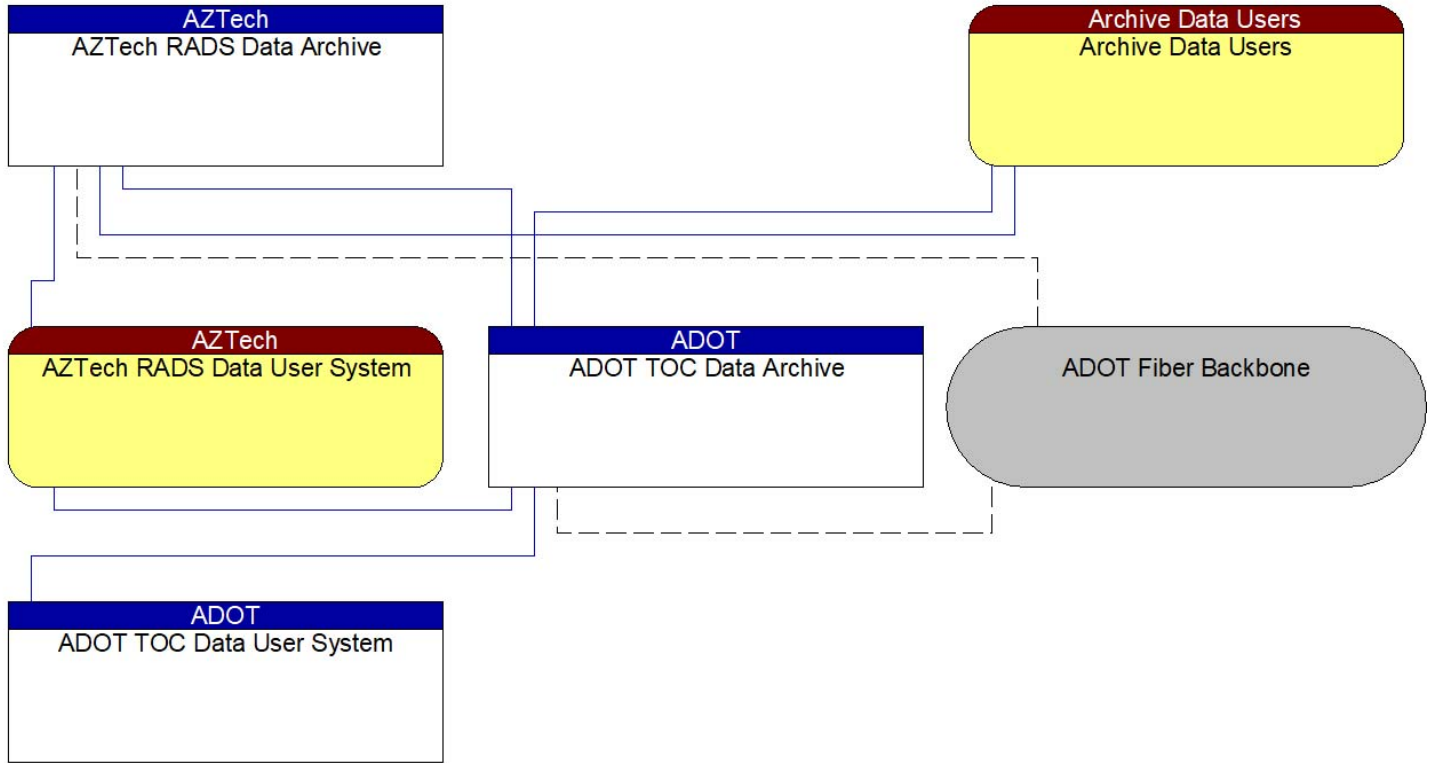 AZTech
AZTech RADS Data Archive
Archive Data Users
Archive Data Users
AZTech
AZTech RADS Data User System
ADOT
ADOT TOC Data Archive
ADOT Fiber Backbone
ADOT
ADOT TOC Data User System